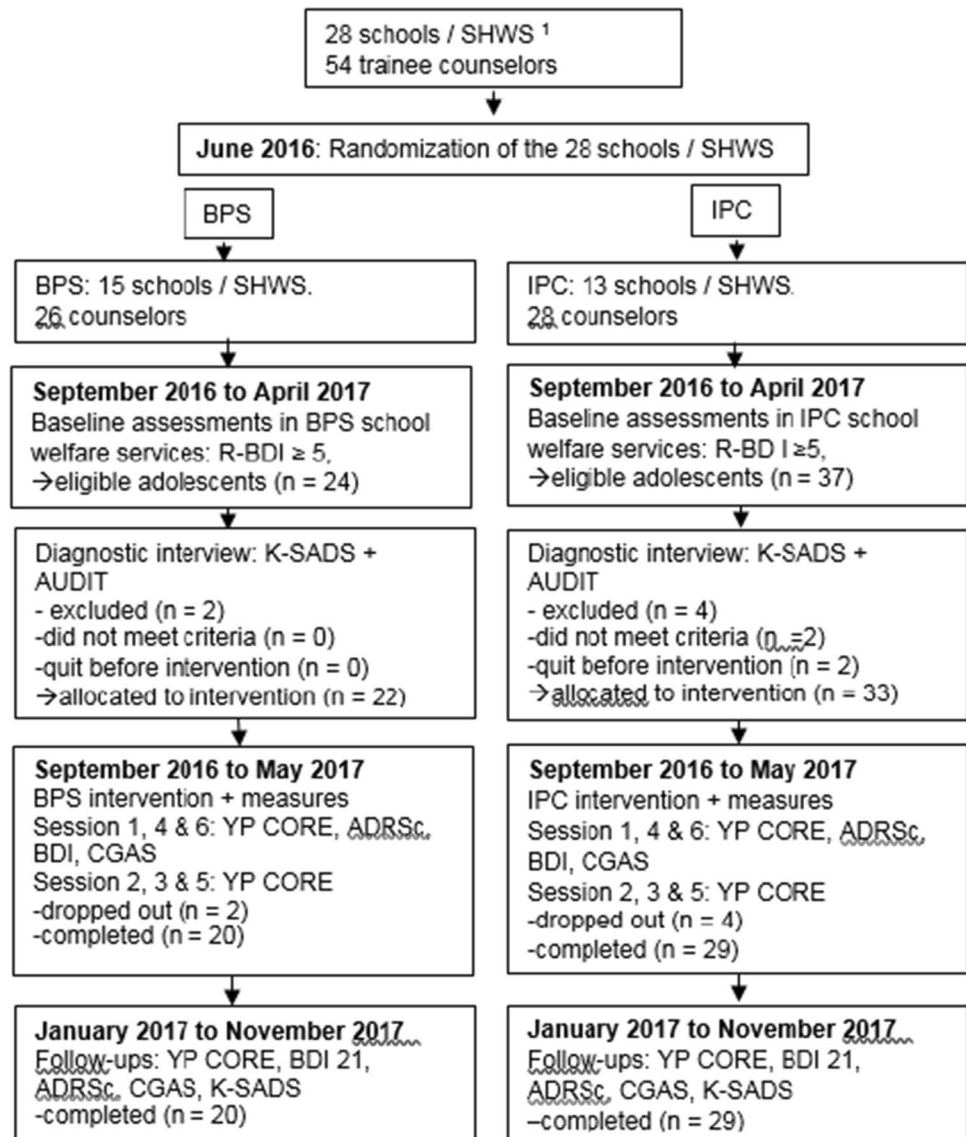 28 schools / SHWS ¹
54 trainee counselors
June 2016: Randomization of the 28 schools / SHWS
BPS
IPC
BPS: 15 schools / SHWS.
26 counselors
IPC: 13 schools / SHWS.
28 counselors
September 2016 to April 2017
Baseline assessments in BPS school
welfare services: R-BDI ≥ 5,
→eligible adolescents (n = 24)
September 2016 to April 2017
Baseline assessments in IPC school
welfare services: R-BD I ≥5,
→eligible adolescents (n = 37)
Diagnostic interview: K-SADS +
AUDIT
- excluded (n = 2)
-did not meet criteria (n = 0)
-quit before intervention (n = 0)
→allocated to intervention (n = 22)
Diagnostic interview: K-SADS +
AUDIT
- excluded (n = 4)
-did not meet criteria (n =2)
-quit before intervention (n = 2)
→allocated to intervention (n = 33)
September 2016 to May 2017
BPS intervention + measures
Session 1, 4 & 6: YP CORE, ADRSc,
BDI, CGAS
Session 2, 3 & 5: YP CORE
-dropped out (n = 2)
-completed (n = 20)
September 2016 to May 2017
IPC intervention + measures
Session 1, 4 & 6: YP CORE, ADRSc,
BDI, CGAS
Session 2, 3 & 5: YP CORE
-dropped out (n = 4)
-completed (n = 29)
January 2017 to November 2017
Follow-ups: YP CORE, BDI 21,
ADRSc, CGAS, K-SADS
-completed (n = 20)
January 2017 to November 2017
Follow-ups: YP CORE, BDI 21,
ADRSc, CGAS, K-SADS
–completed (n = 29)